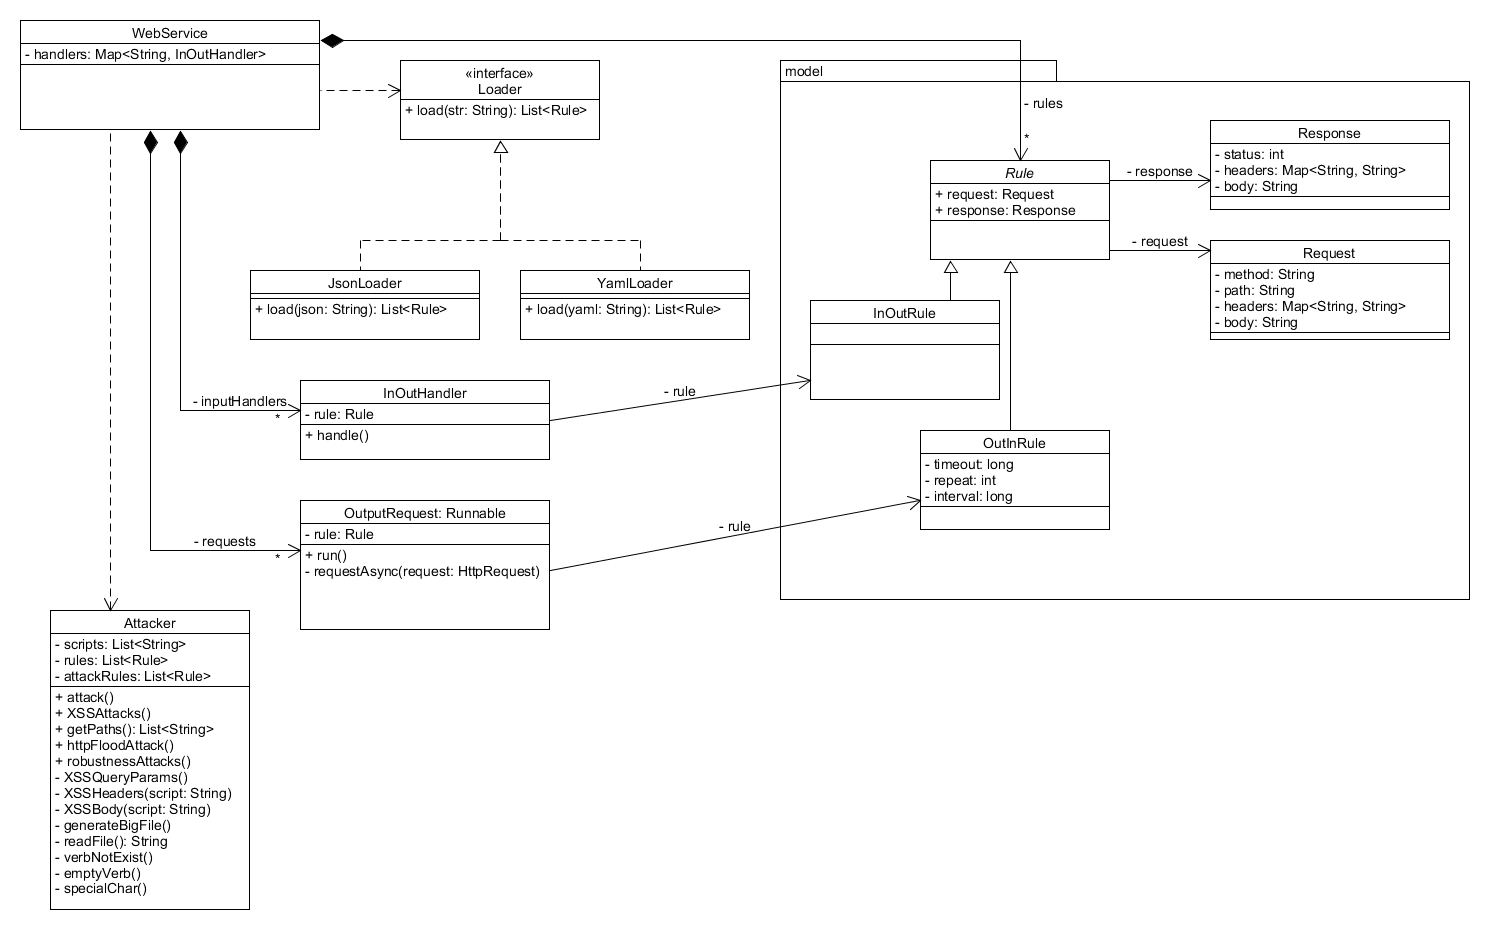 WebService
- handlers: Map<String, InOutHandler>
«interface»
Loader
+ load(str: String): List<Rule>
model
- rules
*
Rule
+ request: Request
+ response: Response
- response
- request
Response
- status: int
- headers: Map<String, String>
- body: String
Request
- method: String
- path: String
- headers: Map<String, String>
- body: String
JsonLoader
+ load(json: String): List<Rule>
YamlLoader
+ load(yaml: String): List<Rule>
InOutRule
- inputHandlers
*
InOutHandler
- rule: Rule
+ handle()
- rule
OutInRule
- timeout: long
- repeat: int
- interval: long
- requests
*
OutputRequest: Runnable
- rule: Rule
+ run()
- requestAsync(request: HttpRequest)
- rule
Attacker
- scripts: List<String>
- rules: List<Rule>
- attackRules: List<Rule>
+ attack()
+ XSSAttacks()
+ getPaths(): List<String>
+ httpFloodAttack()
+ robustnessAttacks()
- XSSQueryParams()
- XSSHeaders(script: String)
- XSSBody(script: String)
- generateBigFile()
- readFile(): String
- verbNotExist()
- emptyVerb()
- specialChar()